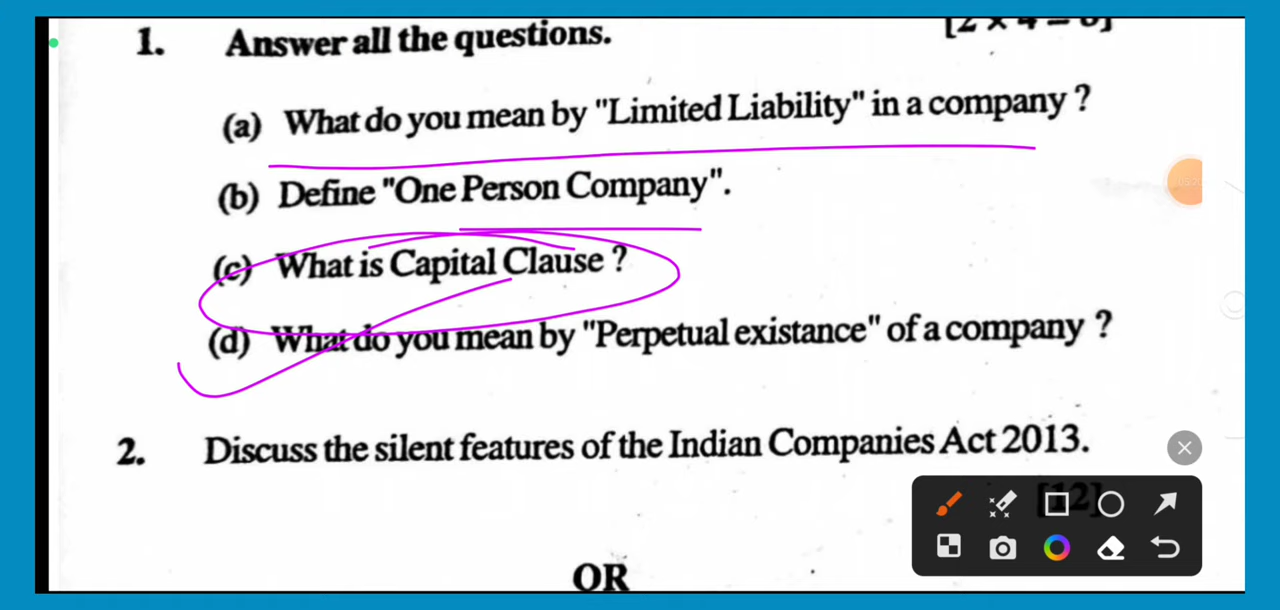 1. Answer all the questions.
(a) What do you mean by "Limited Liability" in a company ?
(b) Define "One Person Company".
(c) What is Capital Clause ?
(d) What do you mean by "Perpetual existance" of a company ?
2. Discuss the silent features of the Indian Companies Act 2013.
[12]
OR